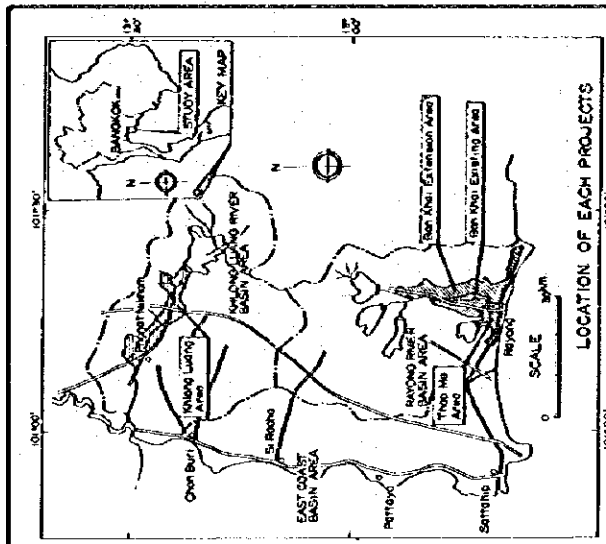 BANGKOK
STUDY AREA
KEY MAP
N
N
101°30'
KHLONG LUANG RIVER
BASIN AREA
Khlong Luang
Area
Chon Buri
Si Racha
EAST COAST
BASIN AREA
Pattaya
Sattahip
RAYONG RIVER
BASIN AREA
Thap Ma
Area
Rayong
Ban Khai Extension Area
Ban Khai Existing Area
101°00'
SCALE
0
LOCATION OF EACH PROJECTS